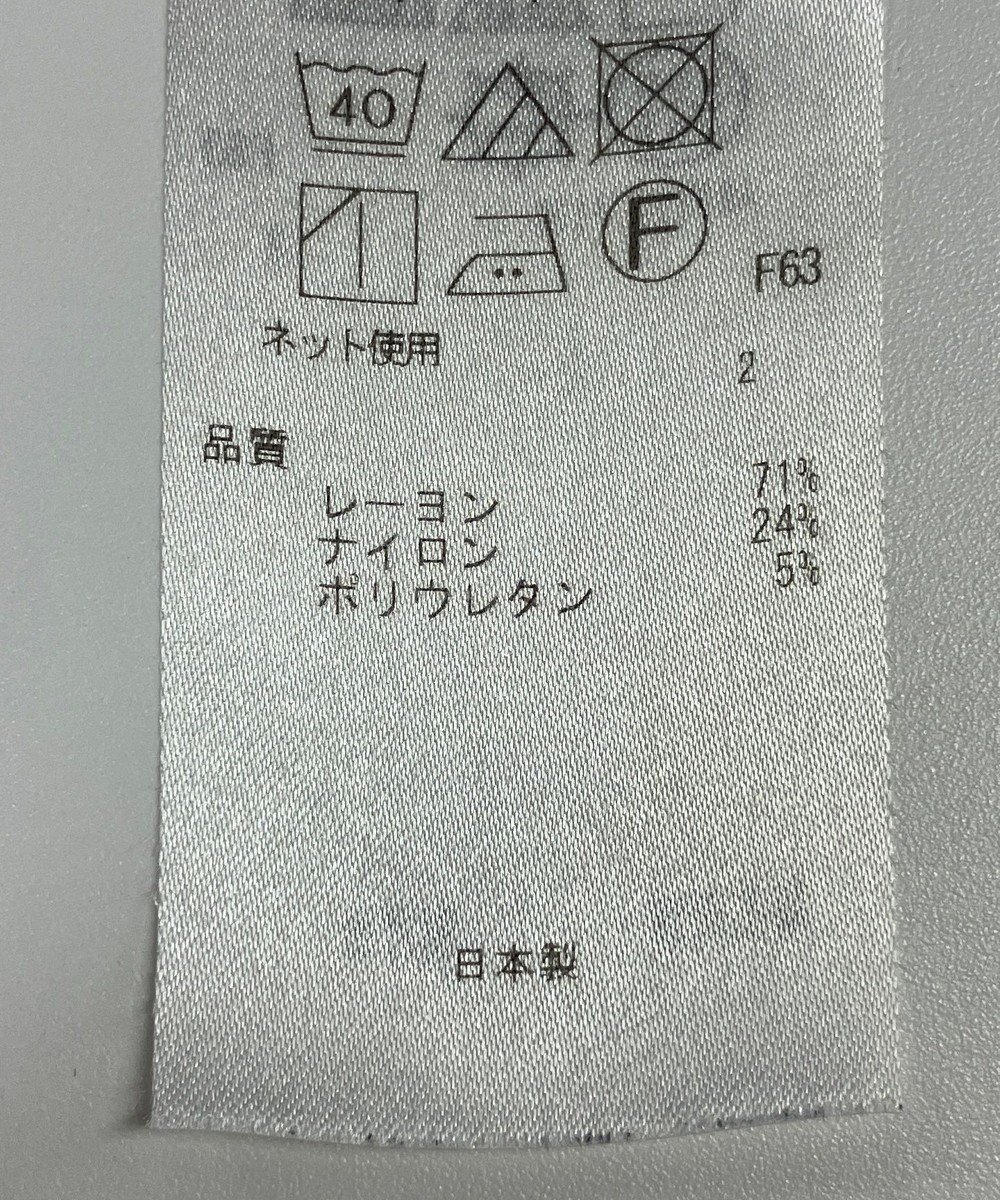 40
F
F63
ネット使用
2
品質
レーヨン 71%
ナイロン 24%
ポリウレタン 5%
日本製